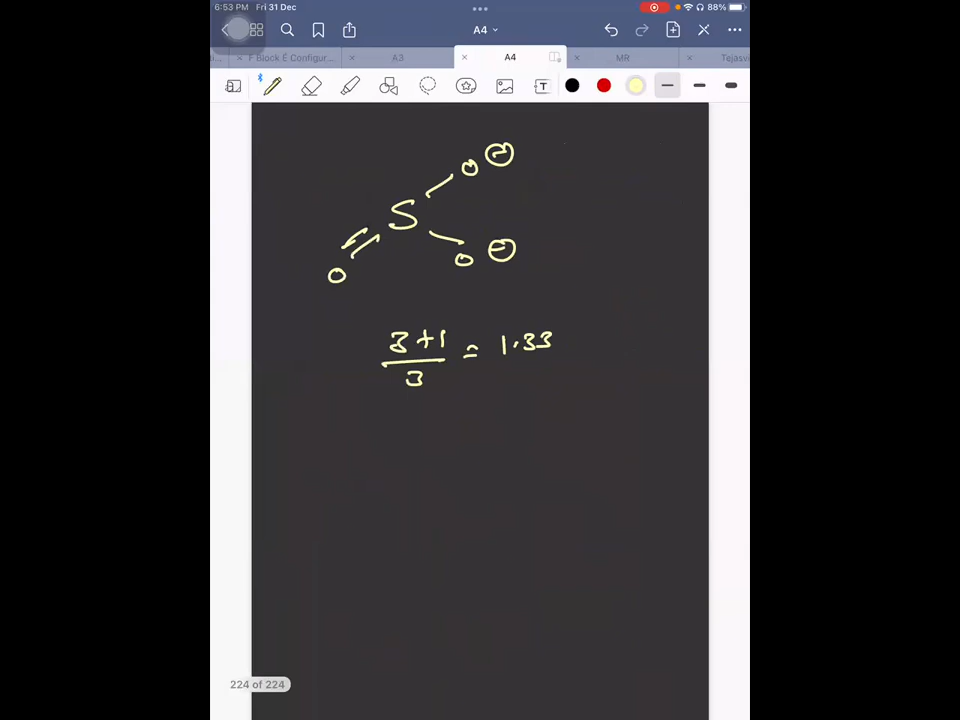 6:53 PM Fri 31 Dec
88%
A4
F Block É Configur...
A3
A4
MR
Tejasv
T
O ⊖
S
O
O ⊖
3+1
3
= 1.33
224 of 224